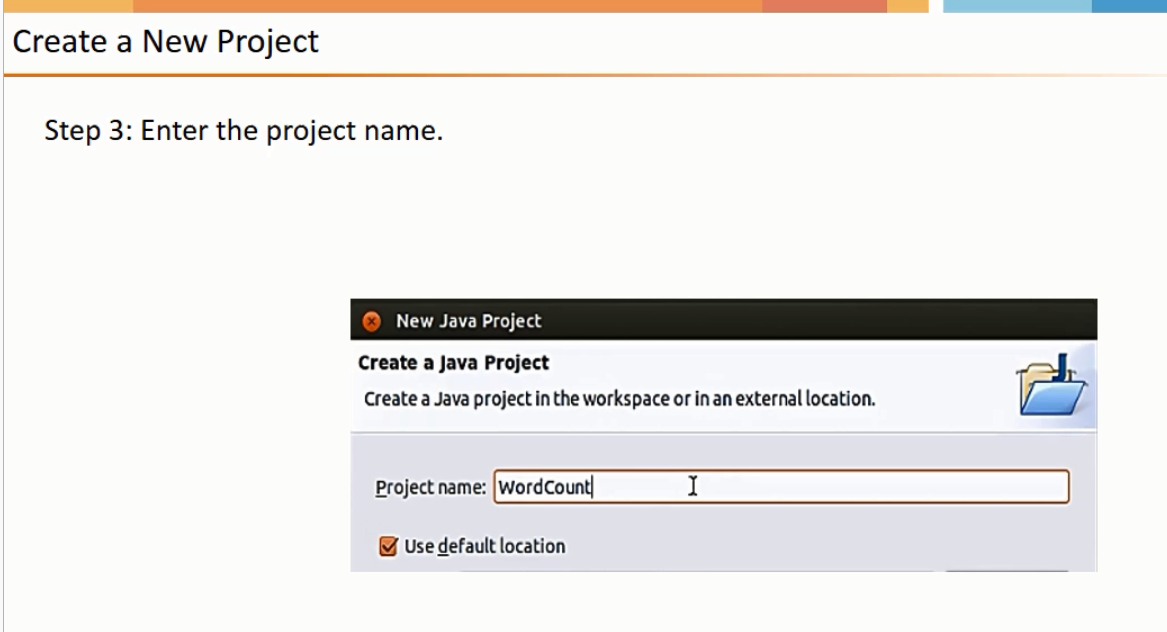 Create a New Project
Step 3: Enter the project name.
New Java Project
Create a Java Project
Create a Java project in the workspace or in an external location.
Project name: WordCount
Use default location